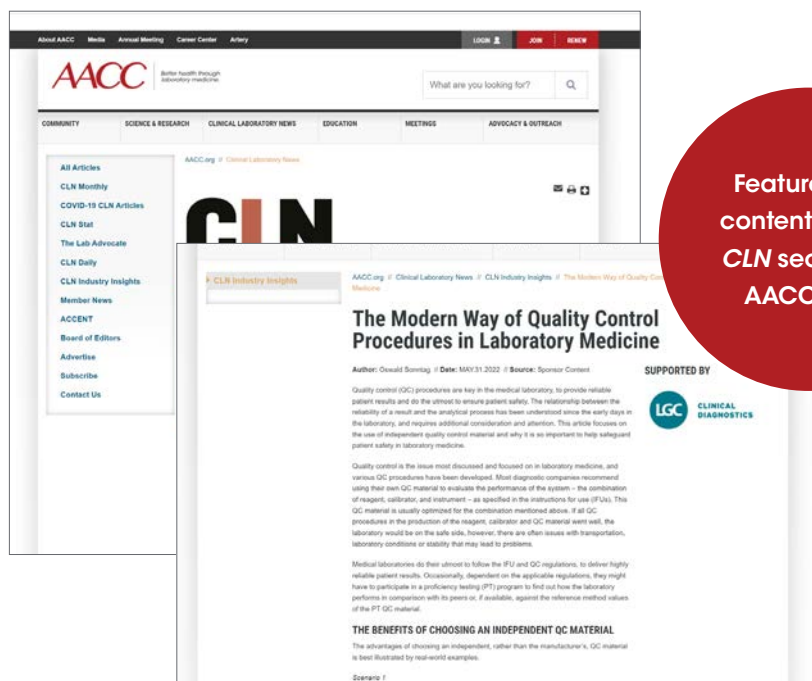 About AACC Media Annual Meeting Career Center Artery LOGIN JOIN RENEW
AACC
Better health through
laboratory medicine.
What are you looking for?
COMMUNITY SCIENCE & RESEARCH CLINICAL LABORATORY NEWS EDUCATION MEETINGS ADVOCACY & OUTREACH
All Articles
CLN Monthly
COVID-19 CLN Articles
CLN Stat
The Lab Advocate
CLN Daily
CLN Industry Insights
Member News
ACCENT
Board of Editors
Advertise
Subscribe
Contact Us
AACC.org // Clinical Laboratory News
CLN
CLN Industry Insights
AACC.org // Clinical Laboratory News // CLN Industry Insights // The Modern Way of Quality
Medicine
The Modern Way of Quality Control
Procedures in Laboratory Medicine
Author: Oswald Sonntag // Date: MAY.31.2022 // Source: Sponsor Content
Quality control (QC) procedures are key in the medical laboratory, to provide reliable
patient results and do the utmost to ensure patient safety. The relationship between the
reliability of a result and the analytical process has been understood since the early days in
the laboratory, and requires additional consideration and attention. This article focuses on
the use of independent quality control material and why it is so important to help safeguard
patient safety in laboratory medicine.
Quality control is the issue most discussed and focused on in laboratory medicine, and
various QC procedures have been developed. Most diagnostic companies recommend
using their own QC material to evaluate the performance of the system – the combination
of reagent, calibrator, and instrument – as specified in the instructions for use (IFUs). This
QC material is usually optimized for the combination mentioned above. If all QC
procedures in the production of the reagent, calibrator and QC material went well, the
laboratory would be on the safe side, however, there are often issues with transportation,
laboratory conditions or stability that may lead to problems.
Medical laboratories do their utmost to follow the IFU and QC regulations, to deliver highly
reliable patient results. Occasionally, dependent on the applicable regulations, they might
have to participate in a proficiency testing (PT) program to find out how the laboratory
performs in comparison with its peers or, if available, against the reference method values
of the PT QC material.
THE BENEFITS OF CHOOSING AN INDEPENDENT QC MATERIAL
The advantages of choosing an independent, rather than the manufacturer's, QC material
is best illustrated by real-world examples.
Scenario 1
SUPPORTED BY
LGC CLINICAL
DIAGNOSTICS
Feature
content
CLN sec
AACC